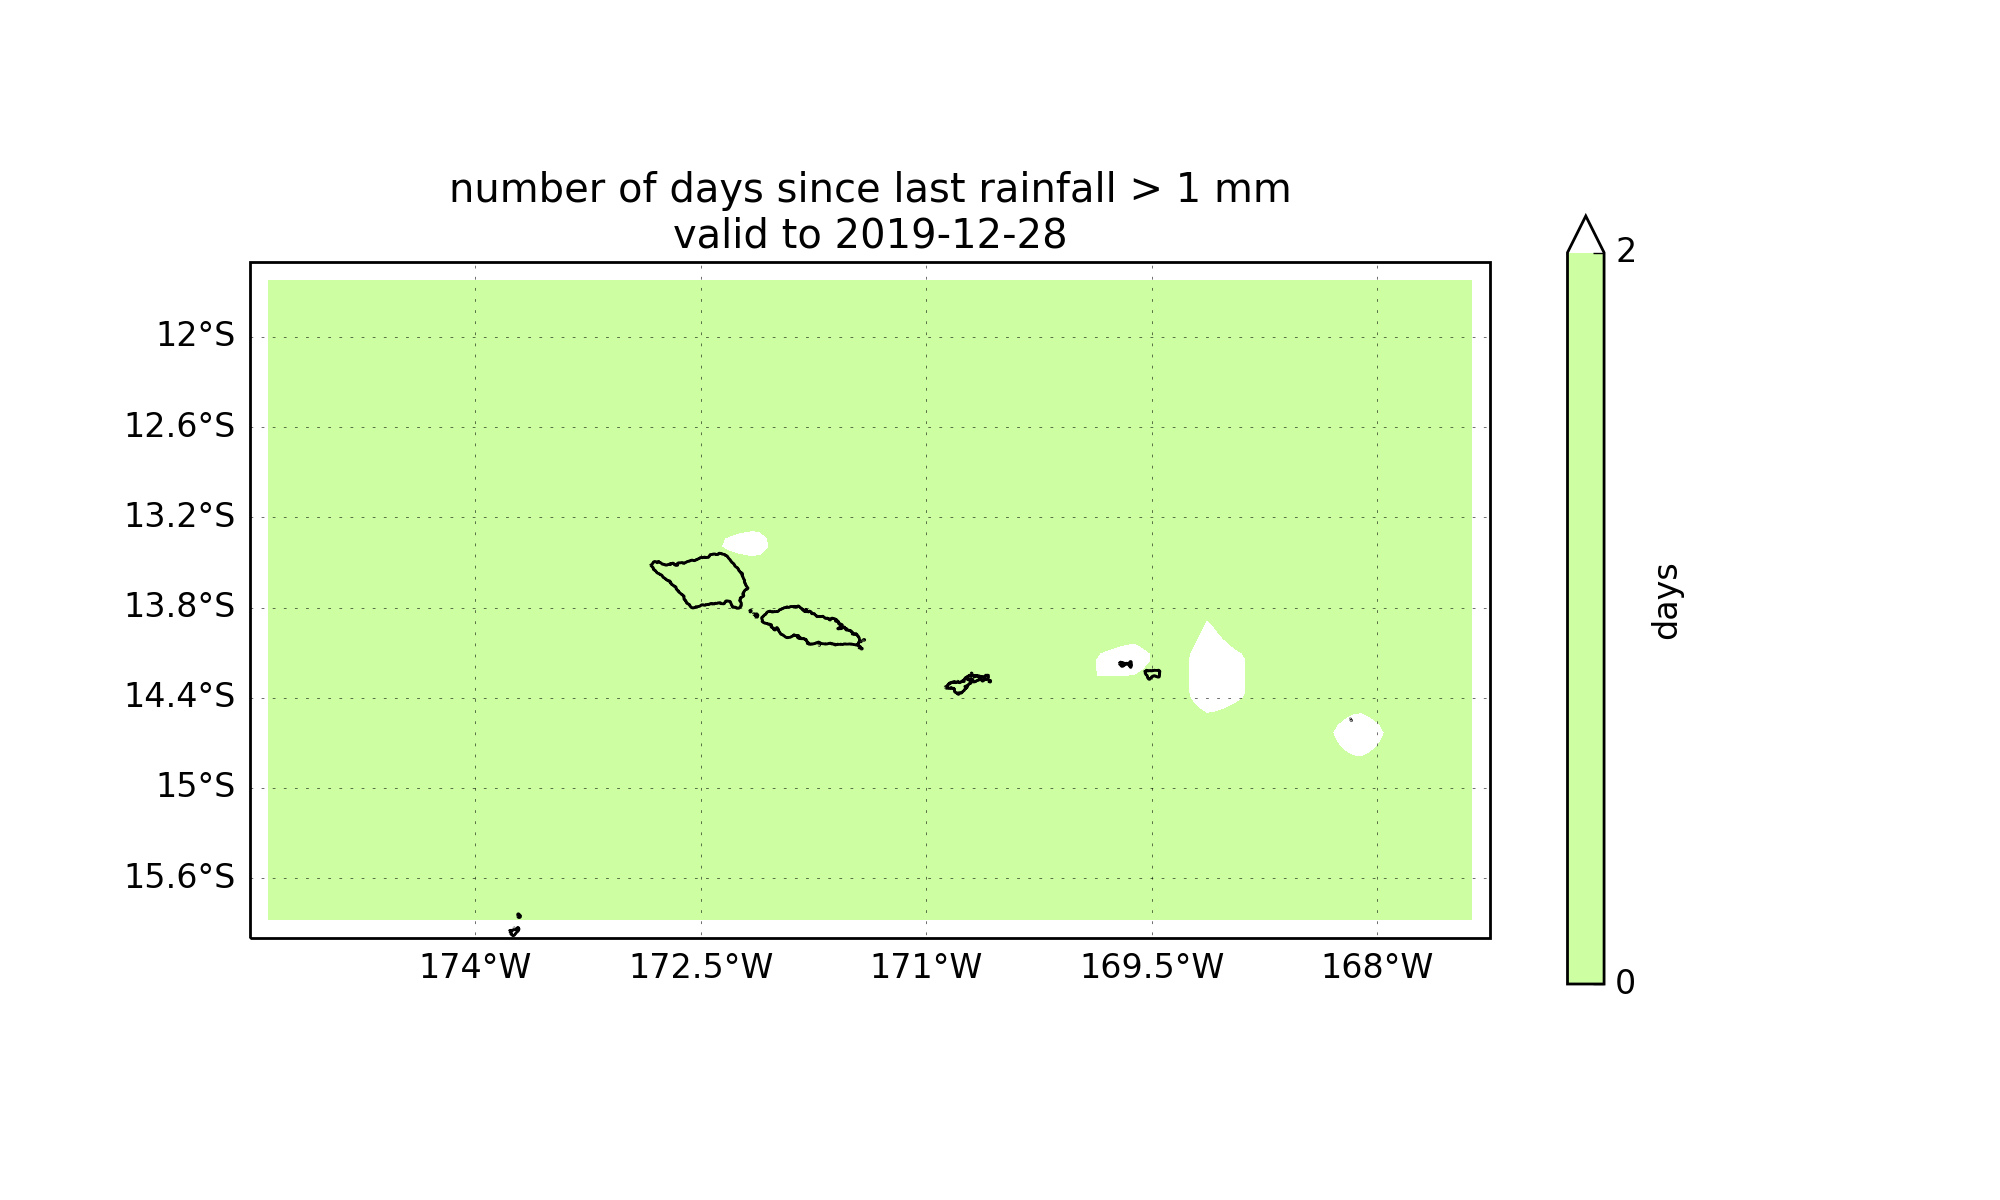 number of days since last rainfall > 1 mm
valid to 2019-12-28
12°S
12.6°S
13.2°S
13.8°S
14.4°S
15°S
15.6°S
174°W
172.5°W
171°W
169.5°W
168°W
2
days
0